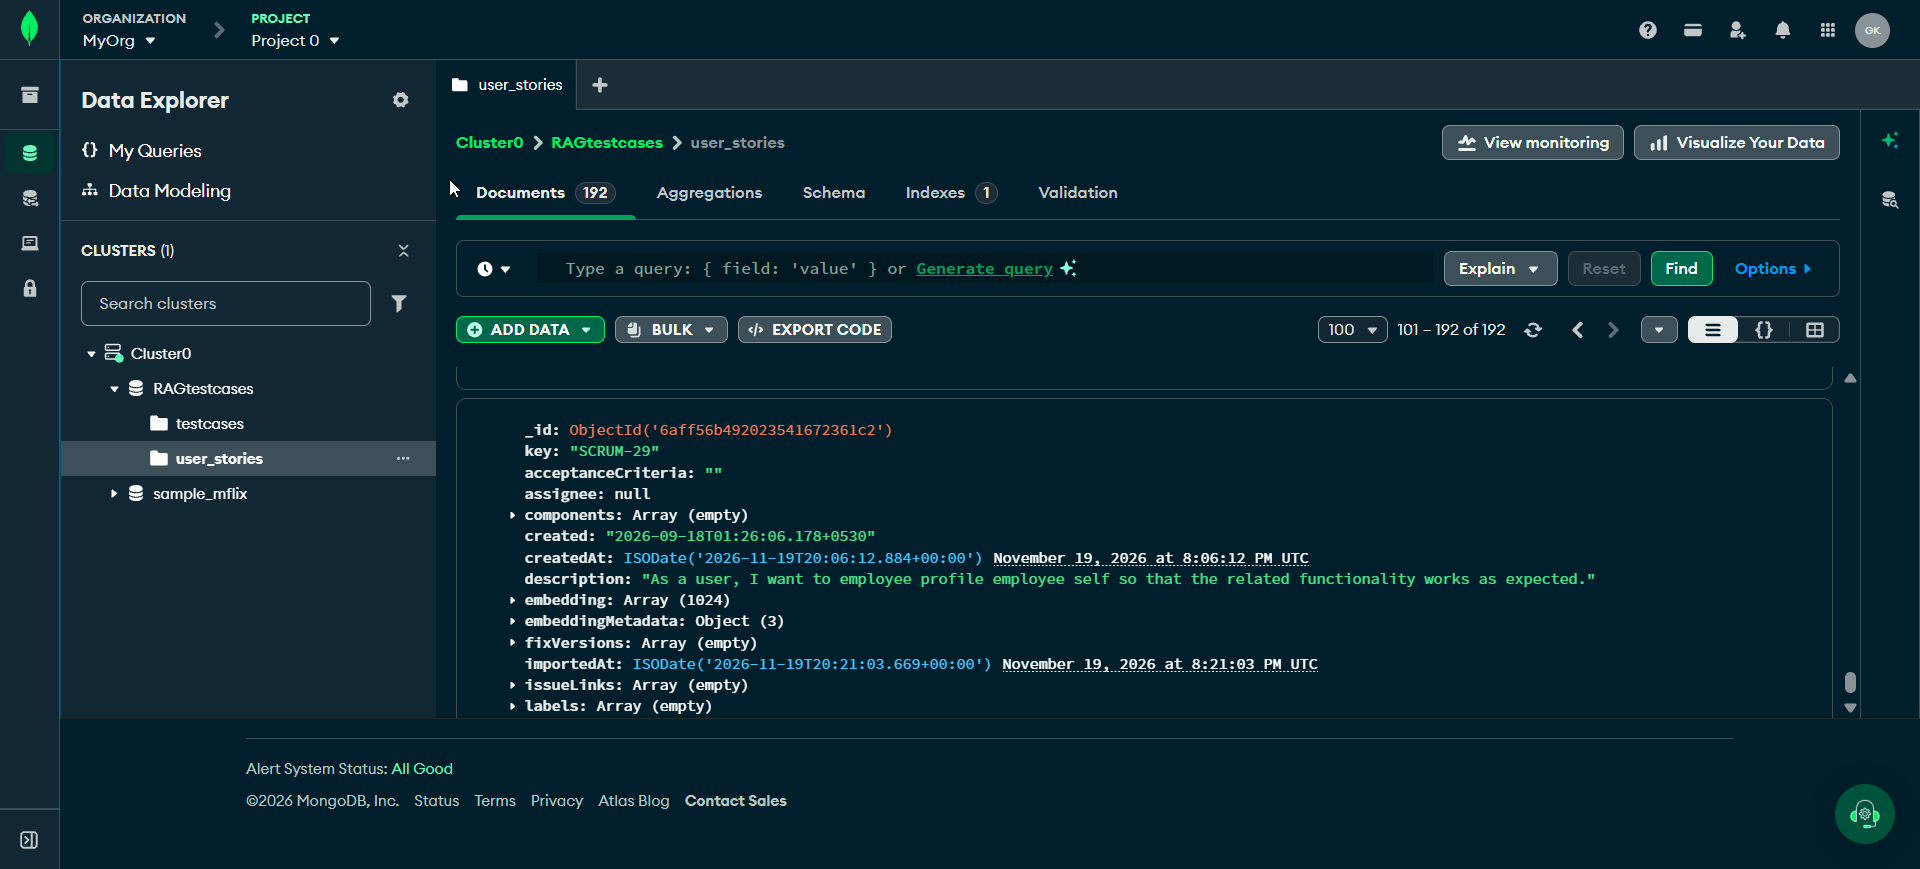 ORGANIZATION
MyOrg
PROJECT
Project 0
GK
Data Explorer
My Queries
Data Modeling
CLUSTERS (1)
Search clusters
Cluster0
RAGtestcases
testcases
user_stories
sample_mflix
user_stories
Cluster0 RAGtestcases user_stories
View monitoring
Visualize Your Data
Documents 192 Aggregations Schema Indexes 1 Validation
Type a query: { field: 'value' } or Generate query
Explain Reset Find Options
ADD DATA BULK </> EXPORT CODE
100 101 – 192 of 192 {}
_id: ObjectId('6aff56b492023541672361c2')
key: "SCRUM-29"
acceptanceCriteria: ""
assignee: null
components: Array (empty)
created: "2026-09-18T01:26:06.178+0530"
createdAt: ISODate('2026-11-19T20:06:12.884+00:00') November 19, 2026 at 8:06:12 PM UTC
description: "As a user, I want to employee profile employee self so that the related functionality works as expected."
embedding: Array (1024)
embeddingMetadata: Object (3)
fixVersions: Array (empty)
importedAt: ISODate('2026-11-19T20:21:03.669+00:00') November 19, 2026 at 8:21:03 PM UTC
issueLinks: Array (empty)
labels: Array (empty)
Alert System Status: All Good
©2026 MongoDB, Inc. Status Terms Privacy Atlas Blog Contact Sales